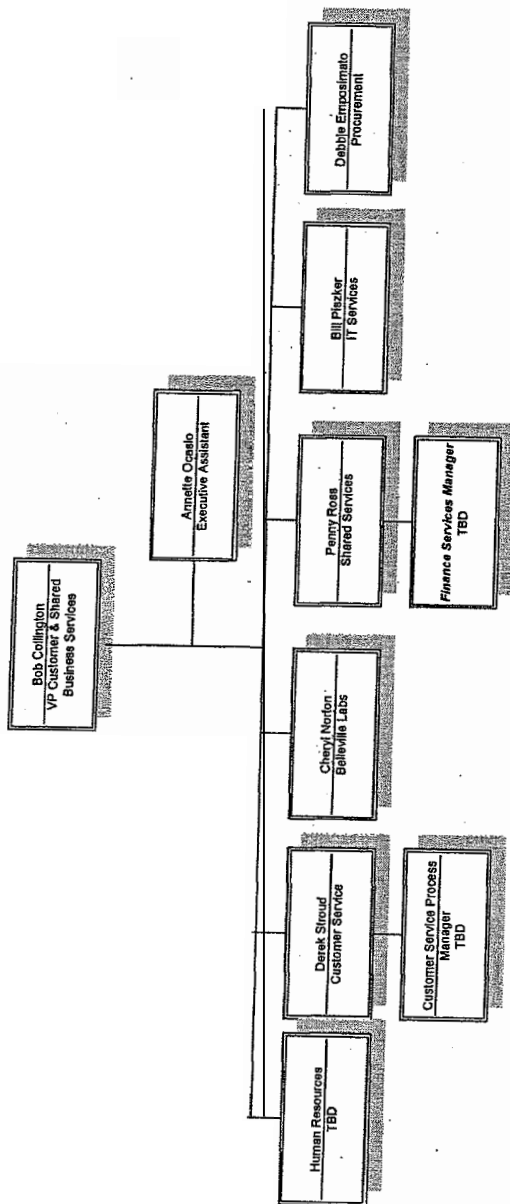 Bob Collington
VP Customer & Shared
Business Services
Annette Ocasio
Executive Assistant
Human Resources
TBD
Derek Stroud
Customer Service
Cheryl Norton
Belleville Labs
Penny Ross
Shared Services
Bill Piszker
IT Services
Debbie Emposimato
Procurement
Customer Service Process
Manager
TBD
Finance Services Manager
TBD